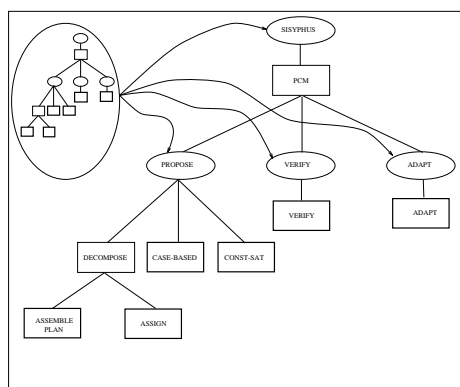 SISYPHUS
PCM
PROPOSE
VERIFY
ADAPT
VERIFY
ADAPT
DECOMPOSE
CASE-BASED
CONST-SAT
ASSEMBLE
PLAN
ASSIGN